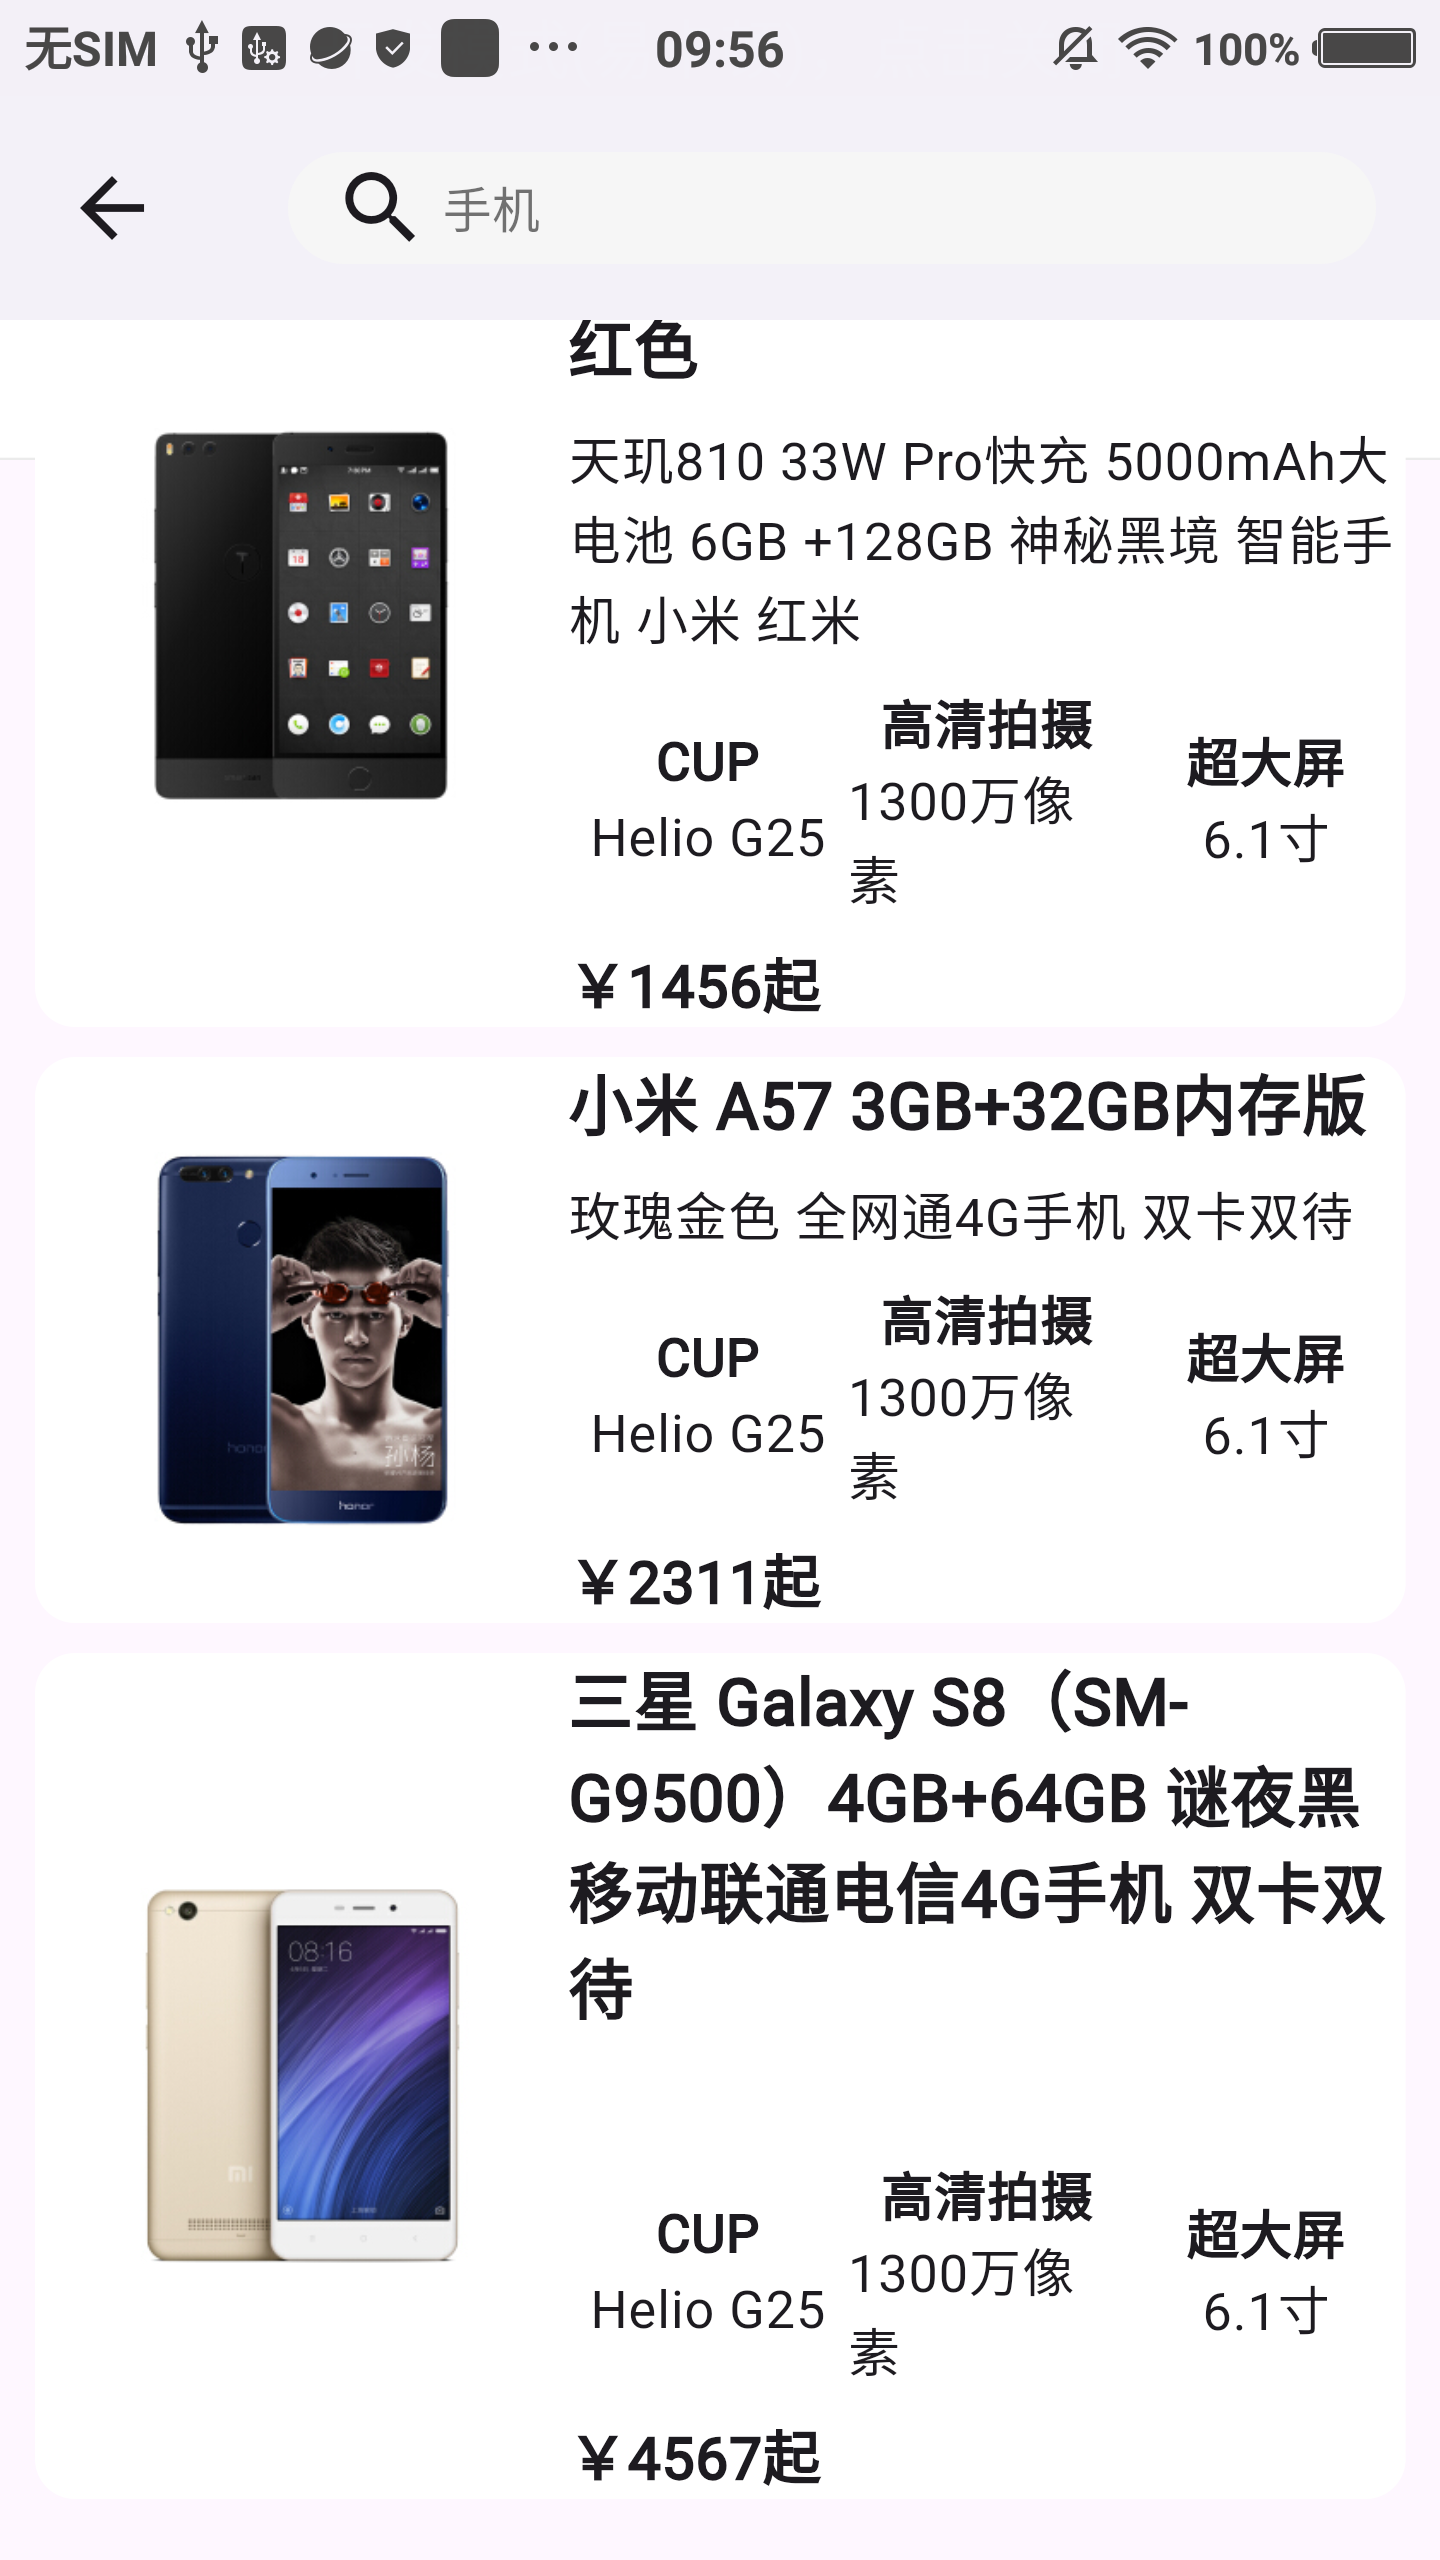 无SIM 09:56 100%
手机
红色
天玑810 33W Pro快充 5000mAh大
电池 6GB +128GB 神秘黑境 智能手
机 小米 红米
CUP 高清拍摄 超大屏
Helio G25 1300万像
素 6.1寸
￥1456起
小米 A57 3GB+32GB内存版
玫瑰金色 全网通4G手机 双卡双待
CUP 高清拍摄 超大屏
Helio G25 1300万像
素 6.1寸
孙杨
honor
honor
￥2311起
三星 Galaxy S8（SM-
G9500）4GB+64GB 谜夜黑
移动联通电信4G手机 双卡双
待
08:16
mi
CUP 高清拍摄 超大屏
Helio G25 1300万像
素 6.1寸
￥4567起